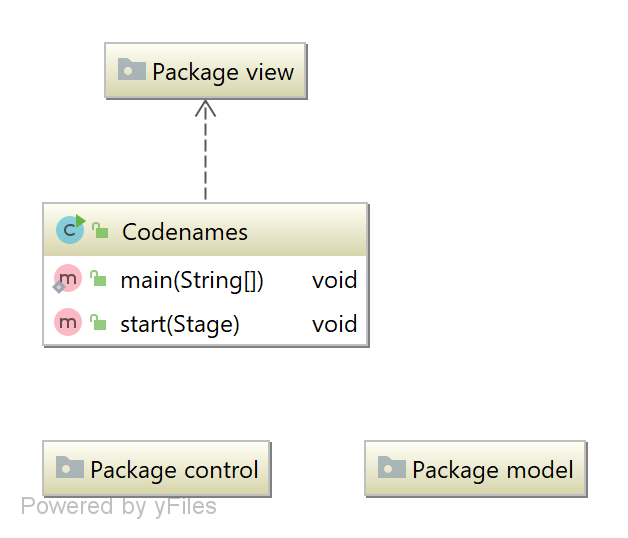 Package view
C Codenames
m main(String[]) void
m start(Stage) void
Package control
Package model
Powered by yFiles